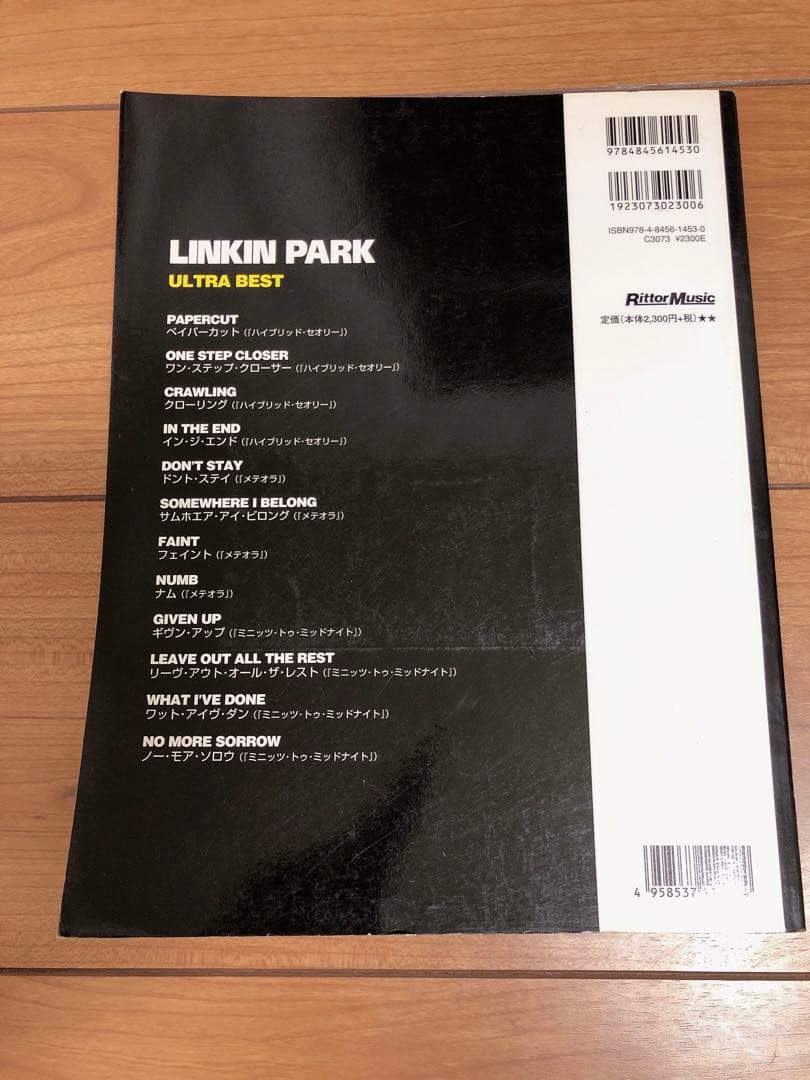 9784845614530
1923073023006
ISBN978-4-8456-1453-0
C3073 ¥2300E
RittorMusic
定価(本体2,300円+税)★★
LINKIN PARK
ULTRA BEST
PAPERCUT
ペイパーカット(『ハイブリッド・セオリー』)
ONE STEP CLOSER
ワン・ステップ・クローサー(『ハイブリッド・セオリー』)
CRAWLING
クローリング(『ハイブリッド・セオリー』)
IN THE END
イン・ジ・エンド(『ハイブリッド・セオリー』)
DON'T STAY
ドント・ステイ(『メテオラ』)
SOMEWHERE I BELONG
サムホエア・アイ・ビロング(『メテオラ』)
FAINT
フェイント(『メテオラ』)
NUMB
ナム(『メテオラ』)
GIVEN UP
ギヴン・アップ(『ミニッツ・トゥ・ミッドナイト』)
LEAVE OUT ALL THE REST
リーヴ・アウト・オール・ザ・レスト(『ミニッツ・トゥ・ミッドナイト』)
WHAT I'VE DONE
ワット・アイヴ・ダン(『ミニッツ・トゥ・ミッドナイト』)
NO MORE SORROW
ノー・モア・ソロウ(『ミニッツ・トゥ・ミッドナイト』)
4 958537